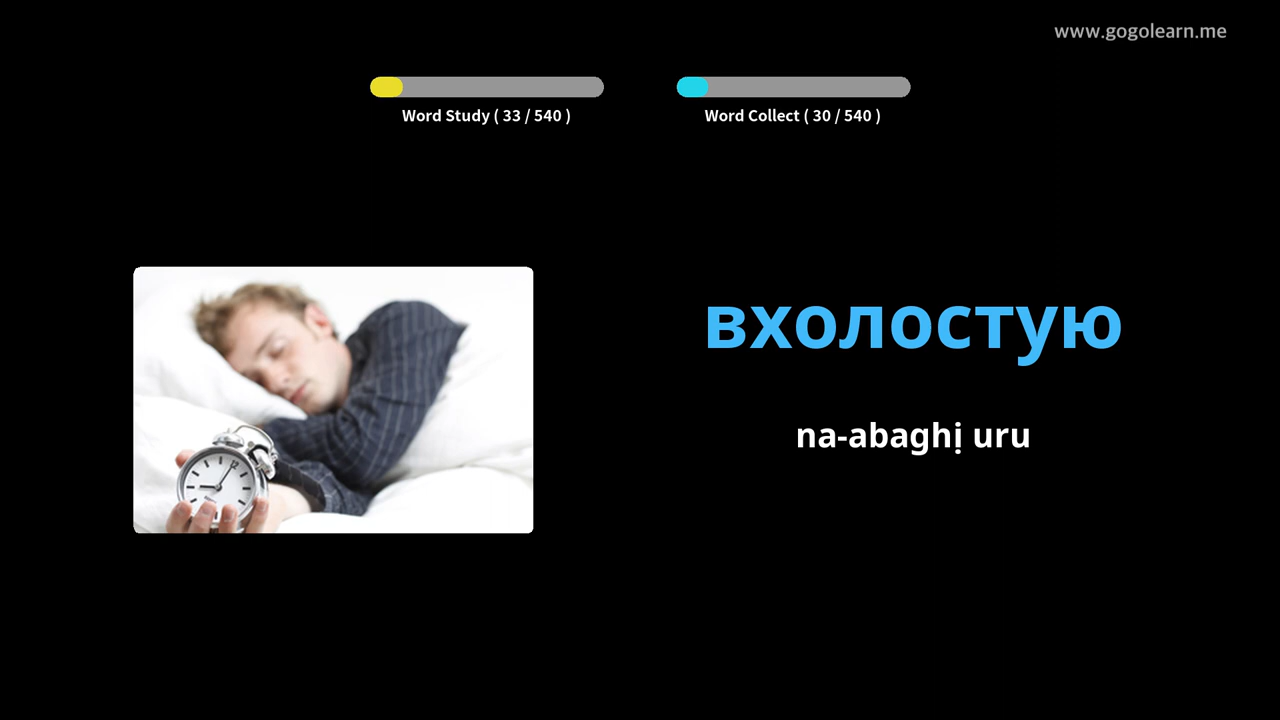 www.gogolearn.me
Word Study ( 33 / 540 )
Word Collect ( 30 / 540 )
вхолостую
na-abaghị uru